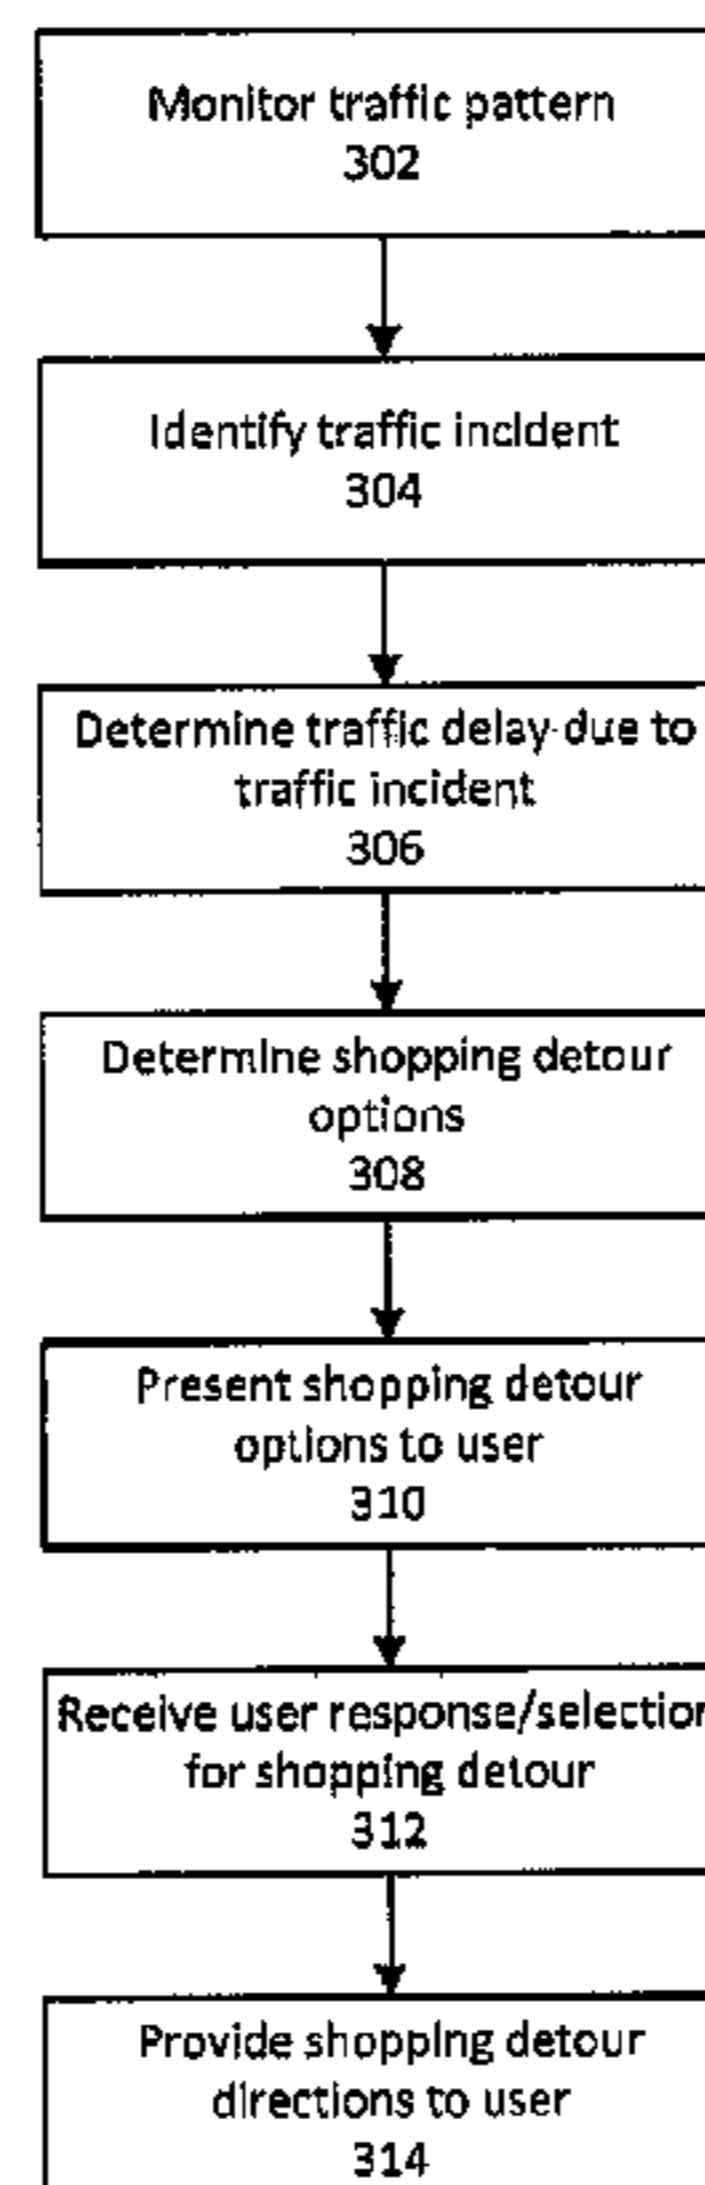 Monitor traffic pattern
302
Identify traffic incident
304
Determine traffic delay due to
traffic incident
306
Determine shopping detour
options
308
Present shopping detour
options to user
310
Receive user response/selection
for shopping detour
312
Provide shopping detour
directions to user
314